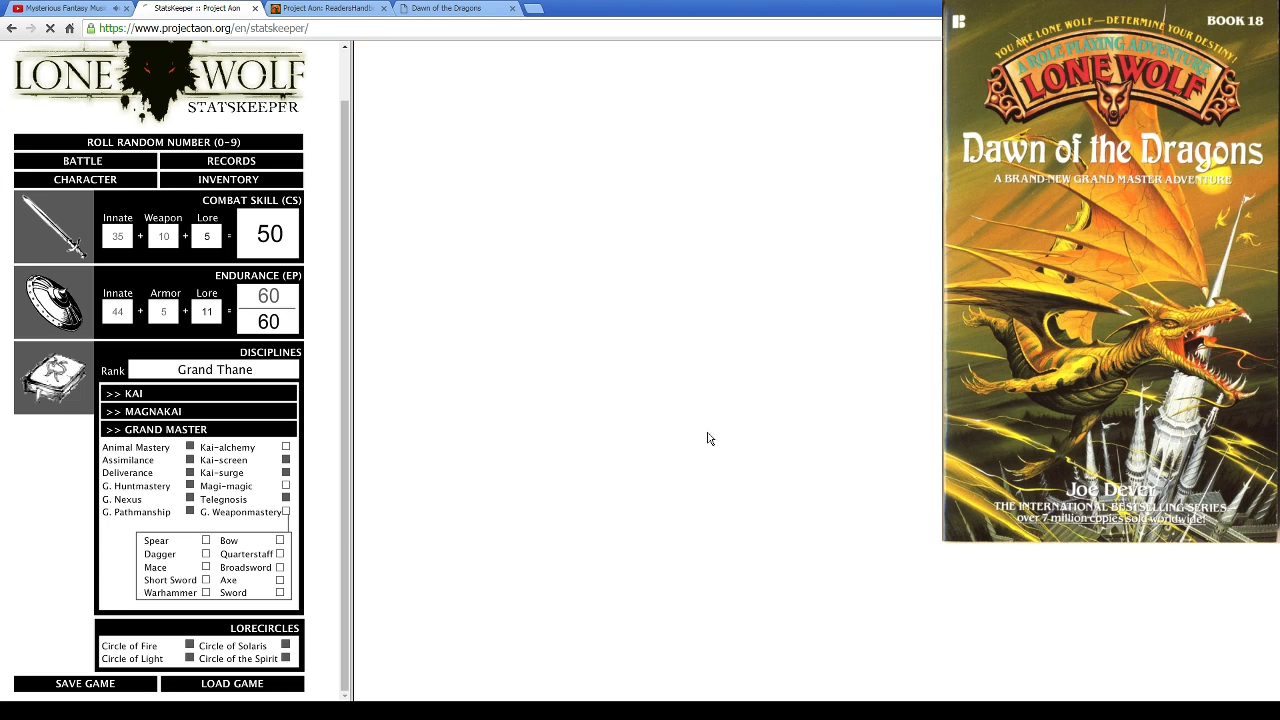 Mysterious Fantasy Musi
StatsKeeper :: Project Aon
Project Aon: ReadersHandb
Dawn of the Dragons
https://www.projectaon.org/en/statskeeper/
LONE WOLF
STATSKEEPER
ROLL RANDOM NUMBER (0-9)
BATTLE RECORDS
CHARACTER INVENTORY
COMBAT SKILL (CS)
Innate Weapon Lore
35 + 10 + 5 = 50
ENDURANCE (EP)
Innate Armor Lore 60
44 + 5 + 11 = 60
DISCIPLINES
Rank Grand Thane
>> KAI
>> MAGNAKAI
>> GRAND MASTER
Animal Mastery Kai-alchemy
Assimilance Kai-screen
Deliverance Kai-surge
G. Huntmastery Magi-magic
G. Nexus Telegnosis
G. Pathmanship G. Weaponmastery
Spear Bow
Dagger Quarterstaff
Mace Broadsword
Short Sword Axe
Warhammer Sword
LORECIRCLES
Circle of Fire Circle of Solaris
Circle of Light Circle of the Spirit
SAVE GAME LOAD GAME
B BOOK 18
YOU ARE LONE WOLF—DETERMINE YOUR DESTINY!
A ROLE PLAYING ADVENTURE
LONE WOLF
Dawn of the Dragons
A BRAND-NEW GRAND MASTER ADVENTURE
Joe Dever
THE INTERNATIONAL BESTSELLING SERIES—
over 7 million copies sold worldwide!